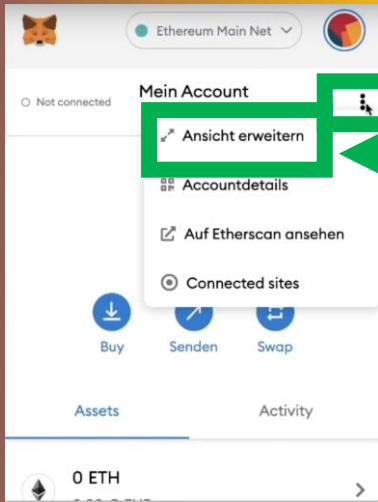 Ethereum Main Net
Not connected
Mein Account
Ansicht erweitern
Accountdetails
Auf Etherscan ansehen
Connected sites
Buy Senden Swap
Assets Activity
0 ETH